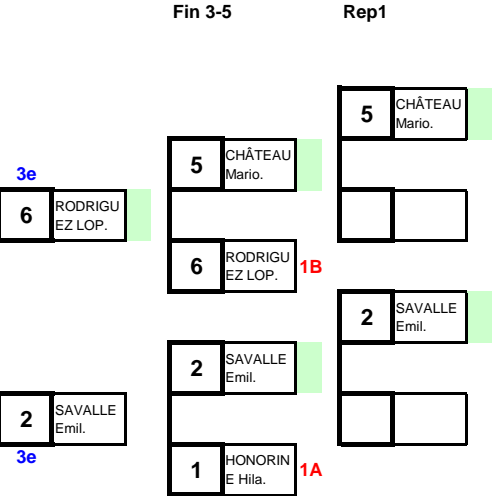 Fin 3-5
Rep1
5
CHÂTEAU
Mario.
5
CHÂTEAU
Mario.
3e
6
RODRIGU
EZ LOP.
6
RODRIGU
EZ LOP.
1B
2
SAVALLE
Emil.
2
SAVALLE
Emil.
2
SAVALLE
Emil.
3e
1
HONORIN
E Hila.
1A